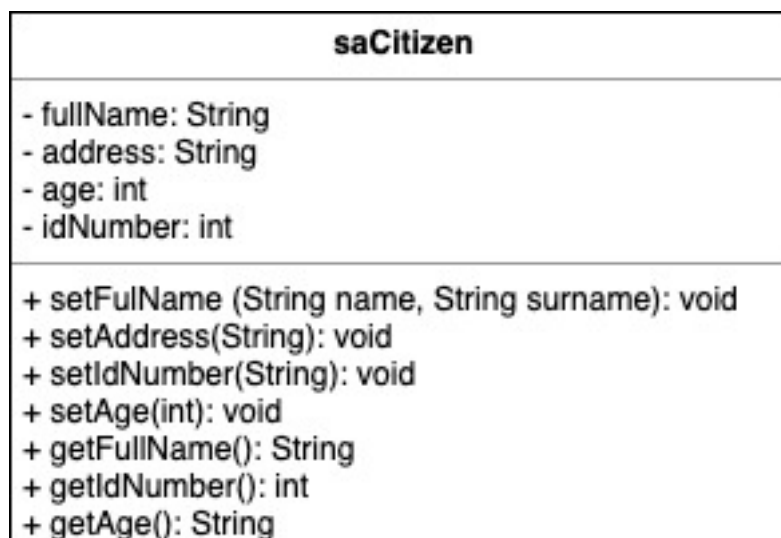 saCitizen
- fullName: String
- address: String
- age: int
- idNumber: int
+ setFulName (String name, String surname): void
+ setAddress(String): void
+ setIdNumber(String): void
+ setAge(int): void
+ getFullName(): String
+ getIdNumber(): int
+ getAge(): String